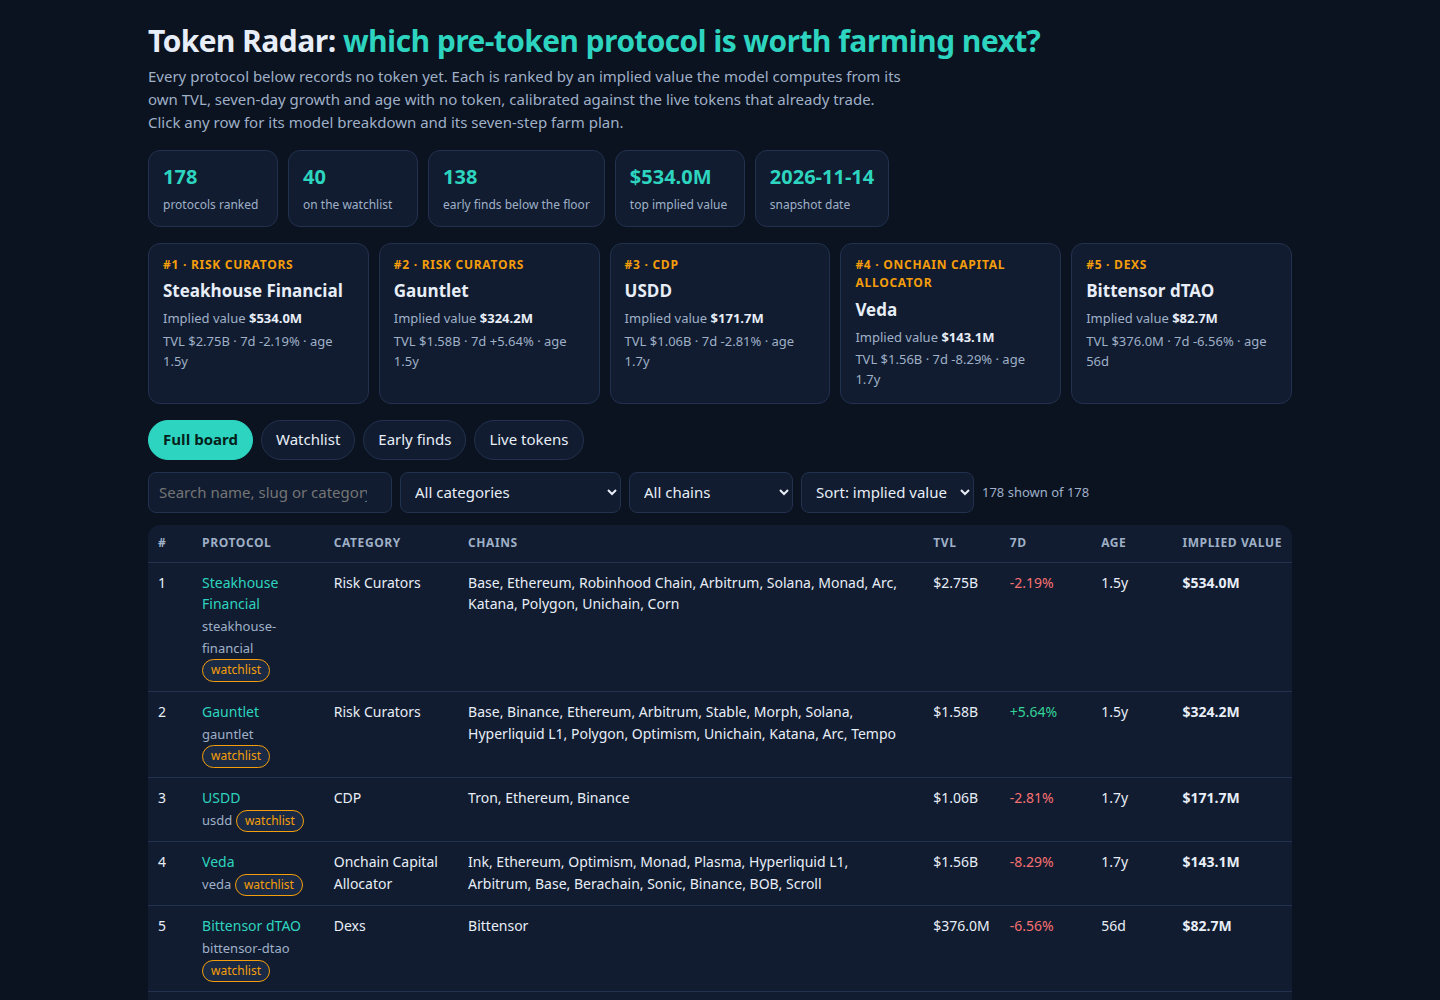 Token Radar: which pre-token protocol is worth farming next?
Every protocol below records no token yet. Each is ranked by an implied value the model computes from its
own TVL, seven-day growth and age with no token, calibrated against the live tokens that already trade.
Click any row for its model breakdown and its seven-step farm plan.
178
protocols ranked
40
on the watchlist
138
early finds below the floor
$534.0M
top implied value
2026-11-14
snapshot date
#1 · RISK CURATORS
Steakhouse Financial
Implied value $534.0M
TVL $2.75B · 7d -2.19% · age
1.5y
#2 · RISK CURATORS
Gauntlet
Implied value $324.2M
TVL $1.58B · 7d +5.64% · age
1.5y
#3 · CDP
USDD
Implied value $171.7M
TVL $1.06B · 7d -2.81% · age
1.7y
#4 · ONCHAIN CAPITAL
ALLOCATOR
Veda
Implied value $143.1M
TVL $1.56B · 7d -8.29% · age
1.7y
#5 · DEXS
Bittensor dTAO
Implied value $82.7M
TVL $376.0M · 7d -6.56% · age
56d
Full board Watchlist Early finds Live tokens
Search name, slug or category All categories All chains Sort: implied value 178 shown of 178
# PROTOCOL CATEGORY CHAINS TVL 7D AGE IMPLIED VALUE
1 Steakhouse Risk Curators Base, Ethereum, Robinhood Chain, Arbitrum, Solana, Monad, Arc, $2.75B -2.19% 1.5y $534.0M
Financial Katana, Polygon, Unichain, Corn
steakhouse-
financial
watchlist
2 Gauntlet Risk Curators Base, Binance, Ethereum, Arbitrum, Stable, Morph, Solana, $1.58B +5.64% 1.5y $324.2M
gauntlet Hyperliquid L1, Polygon, Optimism, Unichain, Katana, Arc, Tempo
watchlist
3 USDD CDP Tron, Ethereum, Binance $1.06B -2.81% 1.7y $171.7M
usdd watchlist
4 Veda Onchain Capital Ink, Ethereum, Optimism, Monad, Plasma, Hyperliquid L1, $1.56B -8.29% 1.7y $143.1M
veda watchlist Allocator Arbitrum, Base, Berachain, Sonic, Binance, BOB, Scroll
5 Bittensor dTAO Dexs Bittensor $376.0M -6.56% 56d $82.7M
bittensor-dtao
watchlist